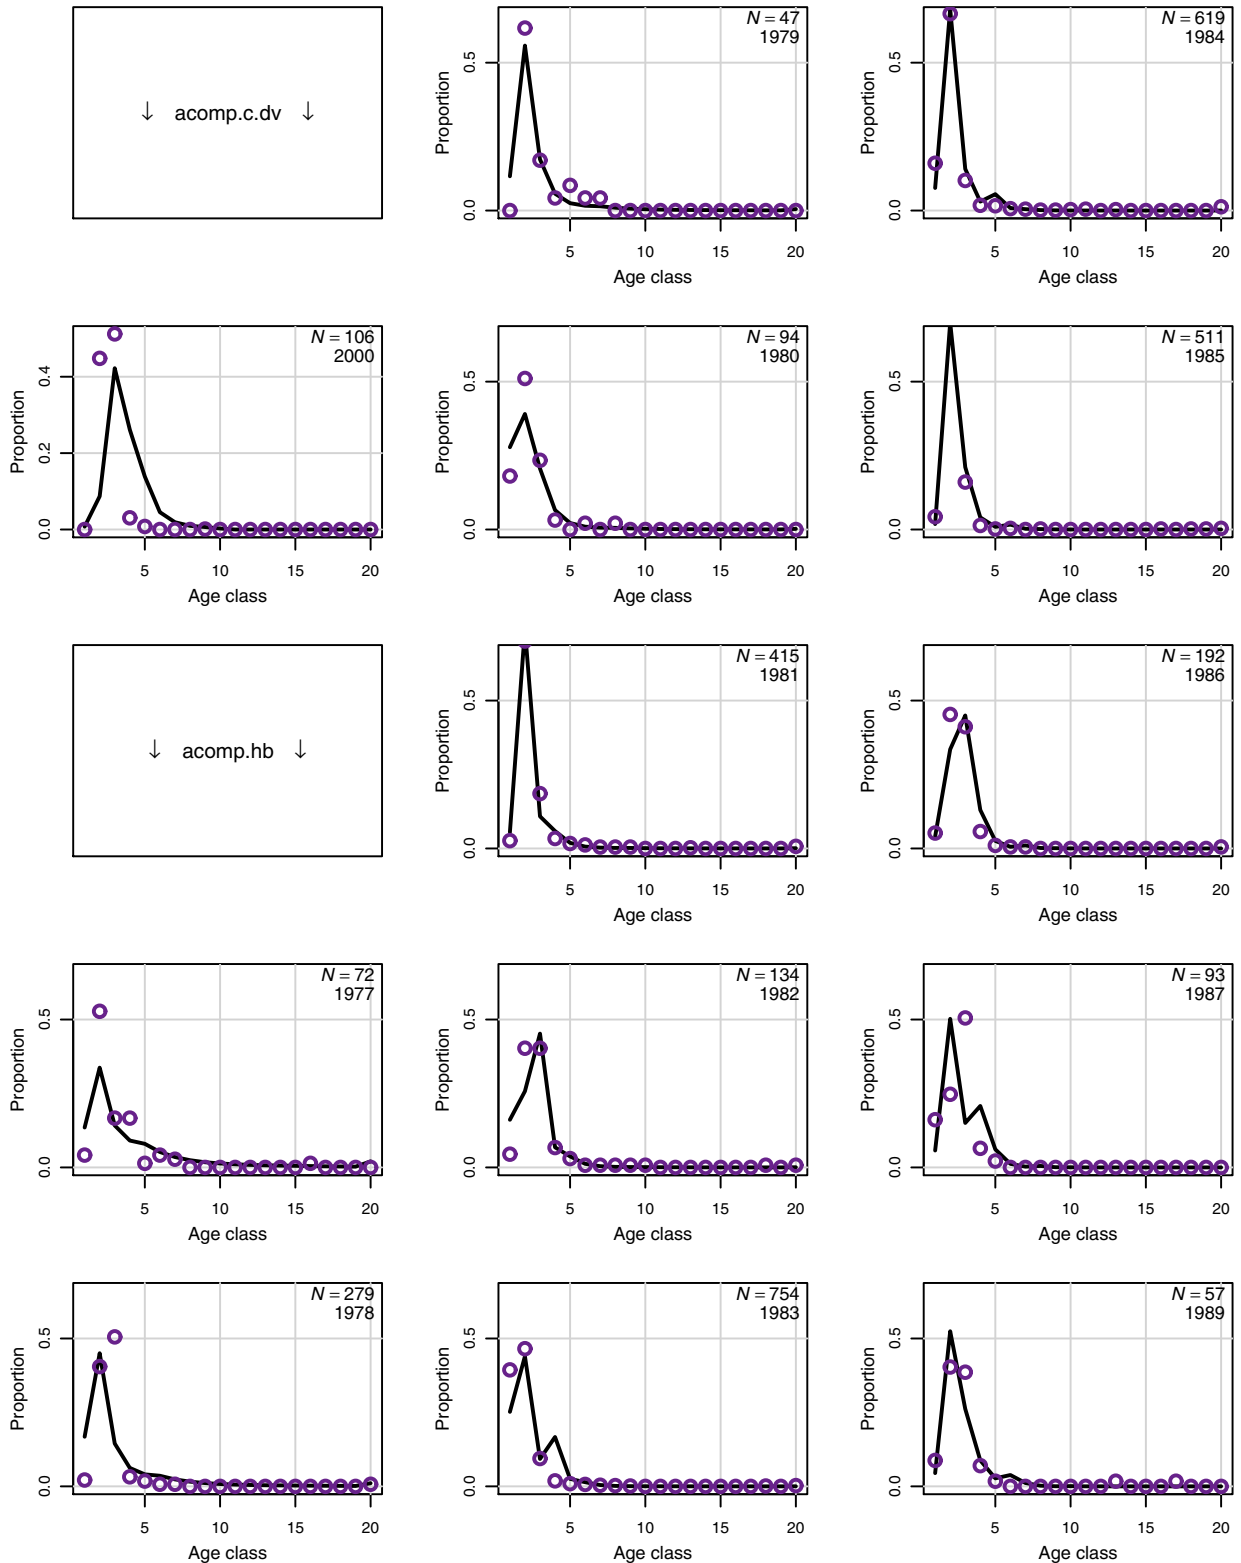 ↓ acomp.c.dv ↓
N = 47
1979
Proportion
0.0 0.5
5 10 15 20
Age class
N = 619
1984
Proportion
0.0 0.5
5 10 15 20
Age class
N = 106
2000
Proportion
0.0 0.2 0.4
5 10 15 20
Age class
N = 94
1980
Proportion
0.0 0.5
5 10 15 20
Age class
N = 511
1985
Proportion
0.0 0.5
5 10 15 20
Age class
↓ acomp.hb ↓
N = 415
1981
Proportion
0.0 0.5
5 10 15 20
Age class
N = 192
1986
Proportion
0.0 0.5
5 10 15 20
Age class
N = 72
1977
Proportion
0.0 0.5
5 10 15 20
Age class
N = 134
1982
Proportion
0.0 0.5
5 10 15 20
Age class
N = 93
1987
Proportion
0.0 0.5
5 10 15 20
Age class
N = 279
1978
Proportion
0.0 0.5
5 10 15 20
Age class
N = 754
1983
Proportion
0.0 0.5
5 10 15 20
Age class
N = 57
1989
Proportion
0.0 0.5
5 10 15 20
Age class